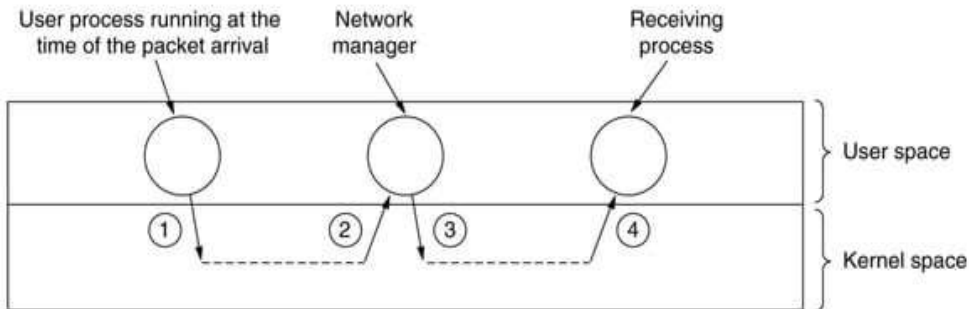 User process running at the
time of the packet arrival
Network
manager
Receiving
process
User space
1
2
3
4
Kernel space